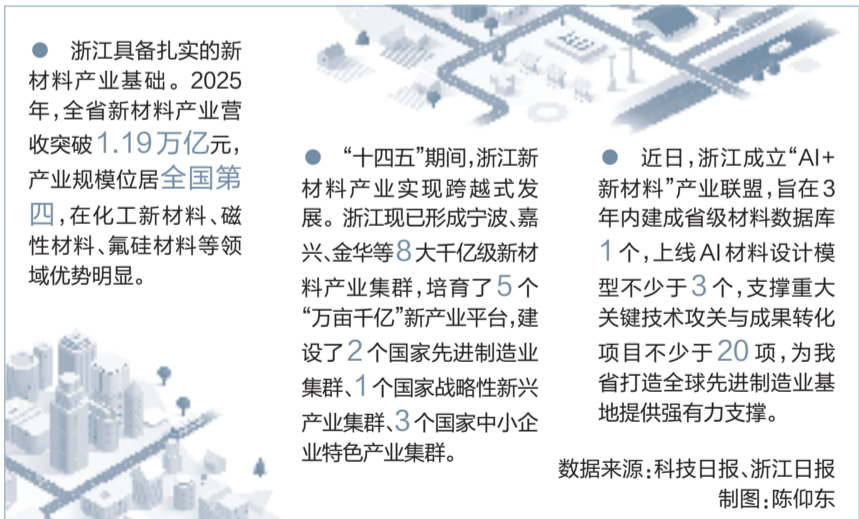 ● 浙江具备扎实的新
材料产业基础。2025
年,全省新材料产业营
收突破1.19万亿元,
产业规模位居全国第
四,在化工新材料、磁
性材料、氟硅材料等领
域优势明显。
● “十四五”期间,浙江新
材料产业实现跨越式发
展。浙江现已形成宁波、嘉
兴、金华等8大千亿级新材
料产业集群,培育了5个
“万亩千亿”新产业平台,建
设了2个国家先进制造业
集群、1个国家战略性新兴
产业集群、3个国家中小企
业特色产业集群。
● 近日,浙江成立“AI+
新材料”产业联盟,旨在3
年内建成省级材料数据库
1个,上线AI材料设计模
型不少于3个,支撑重大
关键技术攻关与成果转化
项目不少于20项,为我
省打造全球先进制造业基
地提供强有力支撑。
数据来源:科技日报、浙江日报
制图:陈仰东